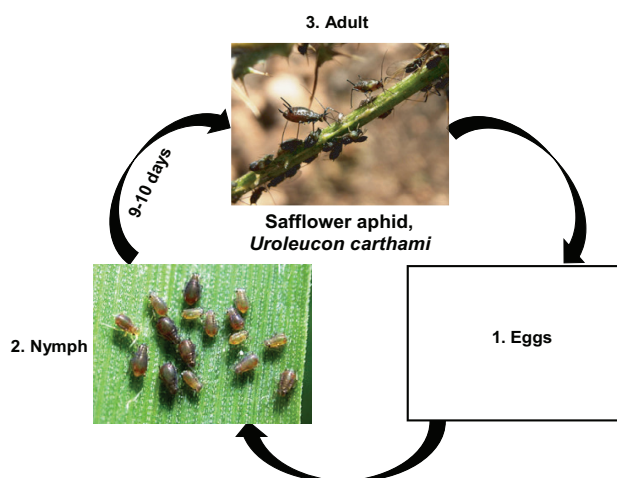 3. Adult
9-10 days
Safflower aphid,
Uroleucon carthami
2. Nymph
1. Eggs